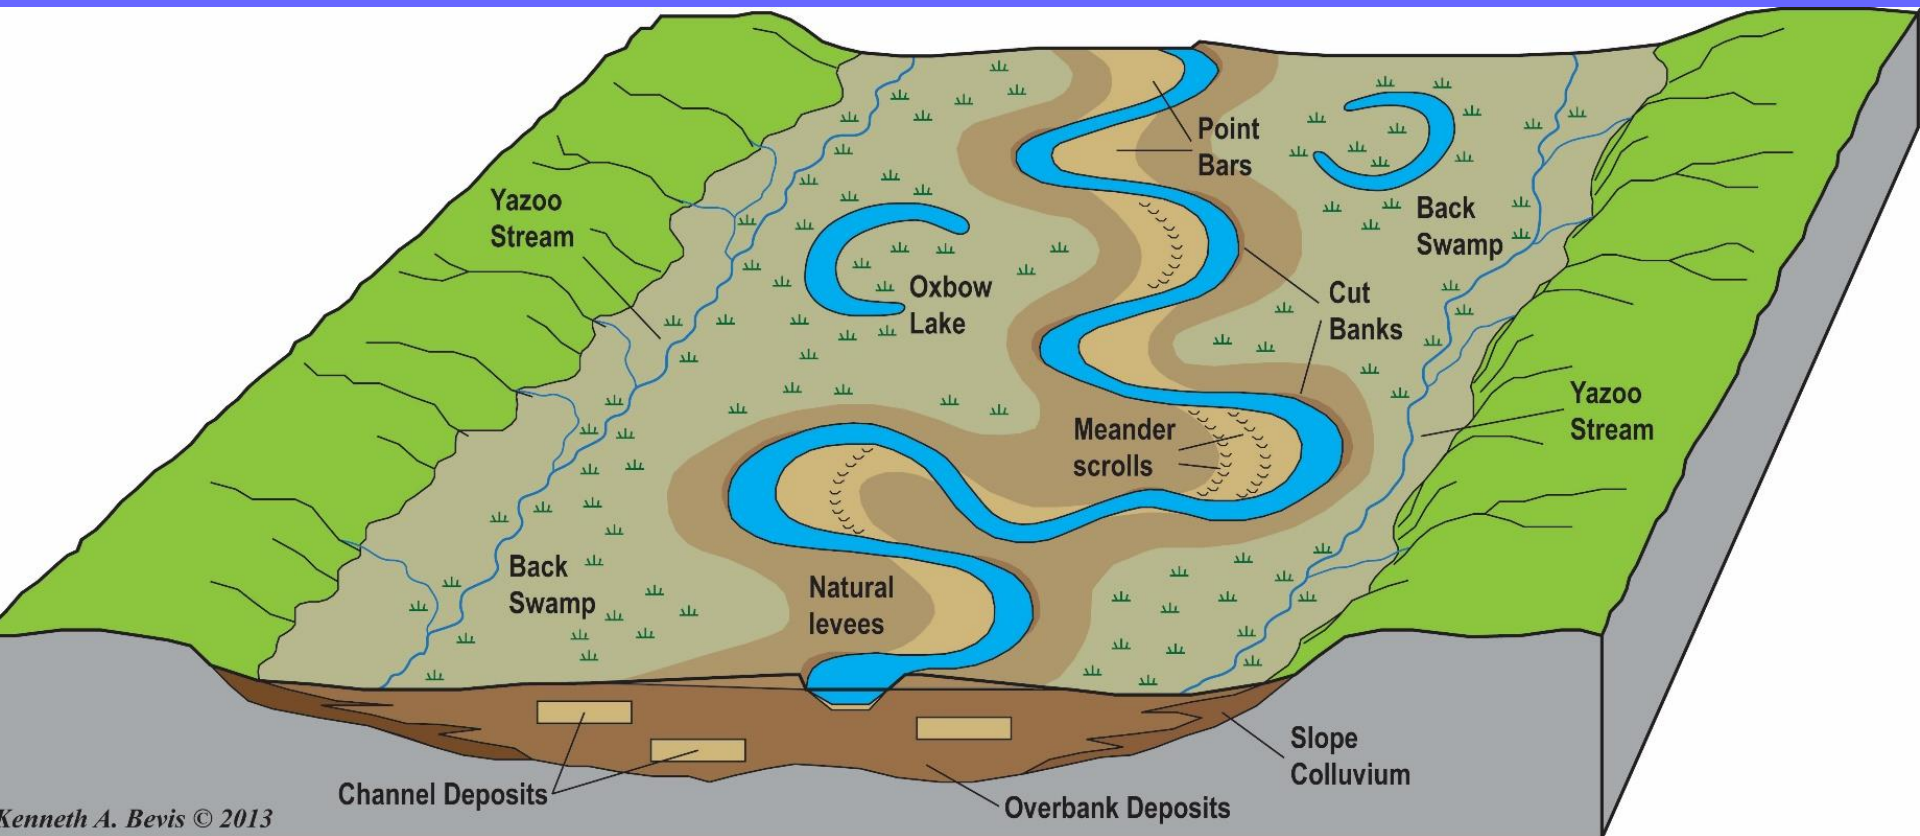 Point
Bars
Yazoo
Stream
Back
Swamp
Oxbow
Lake
Cut
Banks
Yazoo
Stream
Meander
scrolls
Back
Swamp
Natural
levees
Slope
Colluvium
Channel Deposits
Overbank Deposits
Kenneth A. Bevis © 2013